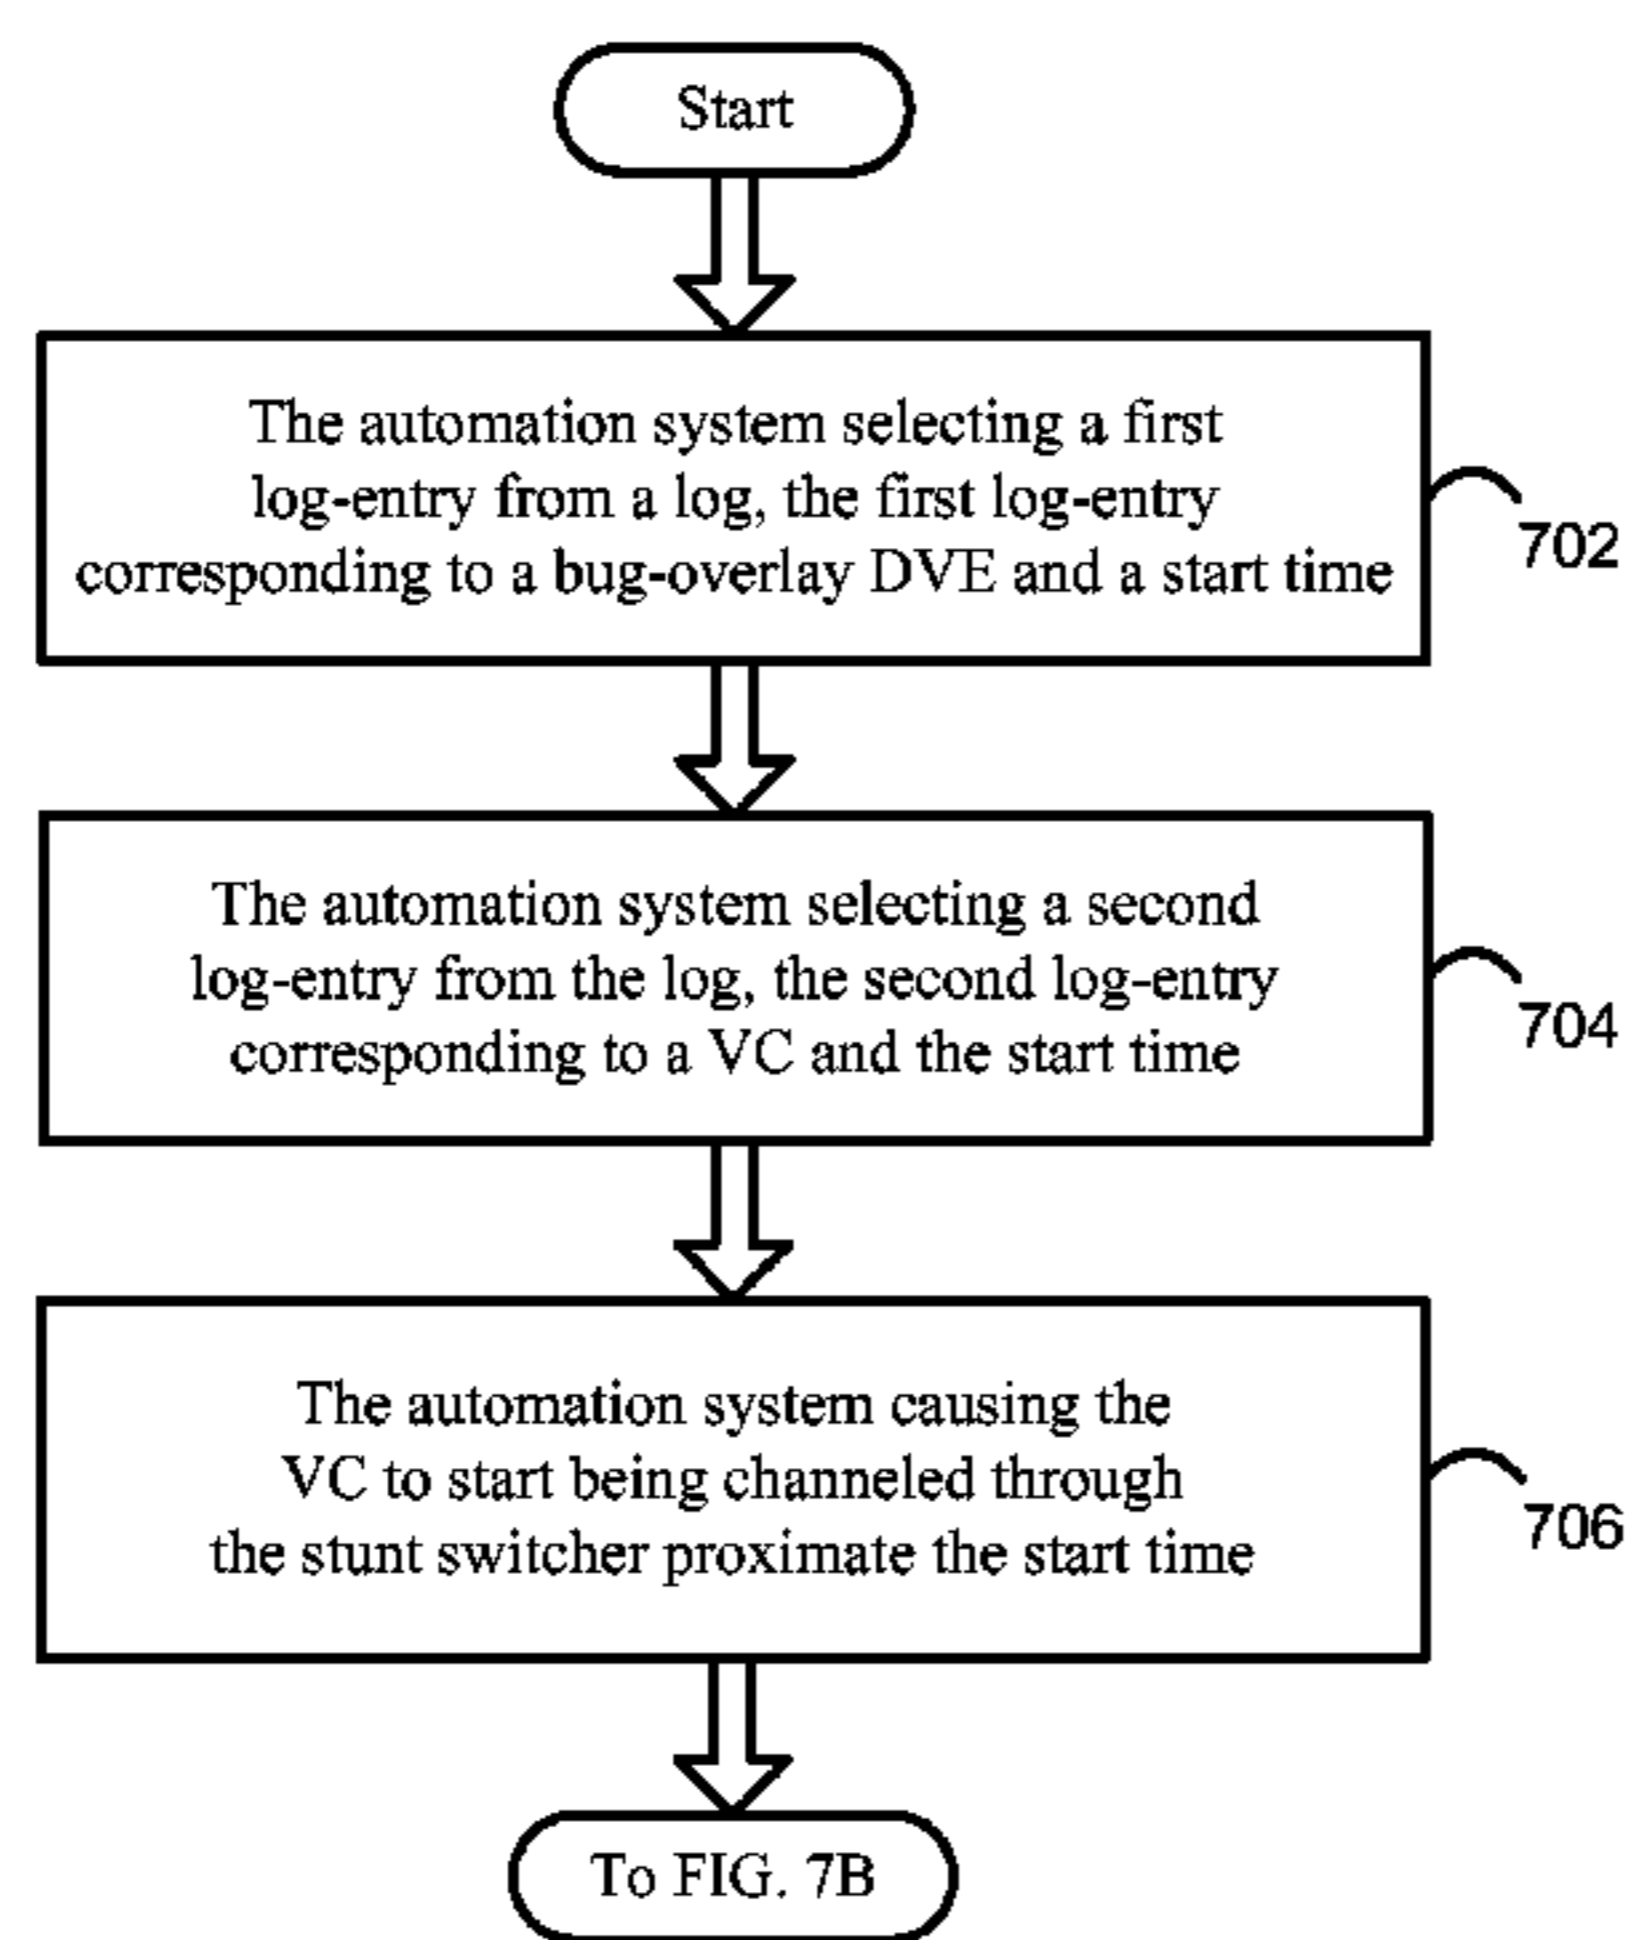 Start
The automation system selecting a first
log-entry from a log, the first log-entry
corresponding to a bug-overlay DVE and a start time
702
The automation system selecting a second
log-entry from the log, the second log-entry
corresponding to a VC and the start time
704
The automation system causing the
VC to start being channeled through
the stunt switcher proximate the start time
706
To FIG. 7B